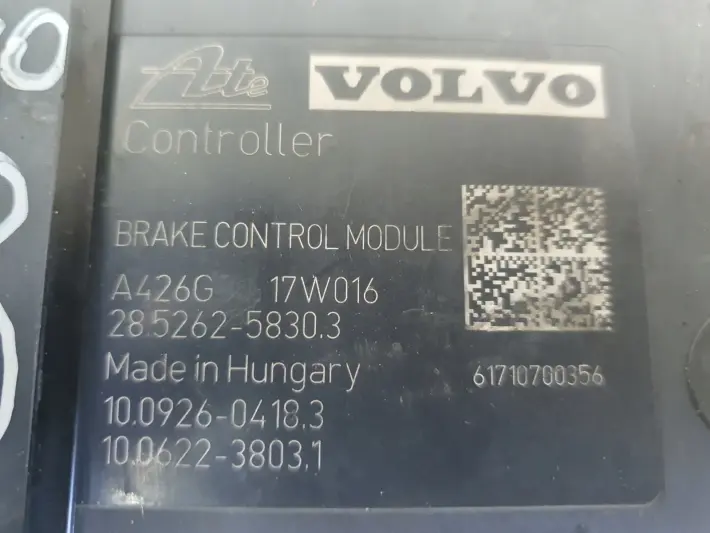 Ate VOLVO
Controller
BRAKE CONTROL MODULE
A426G 17W016
28.5262-5830.3
Made in Hungary 61710700356
10.0926-0418.3
10.0622-3803.1